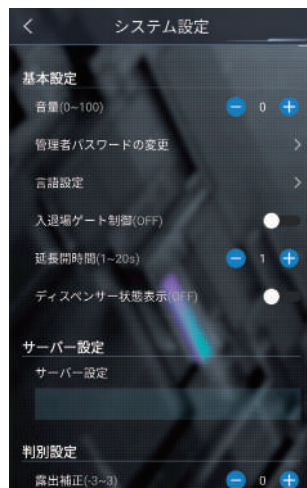 システム設定
基本設定
音量(0~100) 0
管理者パスワードの変更
言語設定
入退場ゲート制御(OFF)
延長開時間(1~20s) 1
ディスペンサー状態表示(OFF)
サーバー設定
サーバー設定
判別設定
露出補正(-3~3) 0